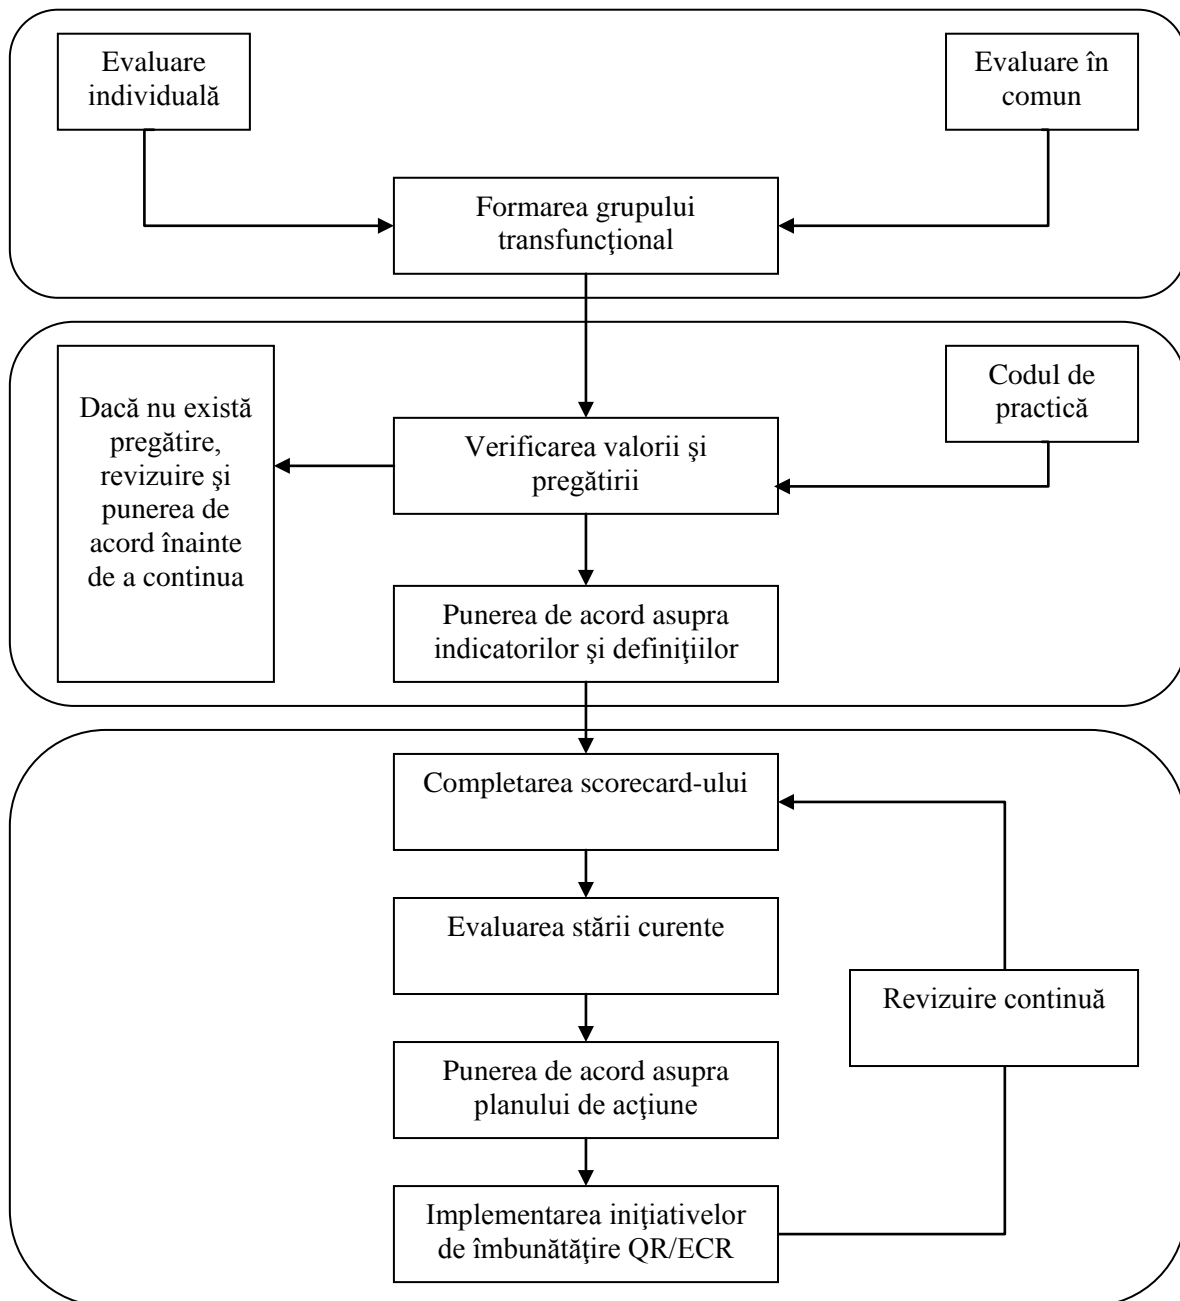 Evaluare
individuală
Evaluare în
comun
Formarea grupului
transfuncţional
Dacă nu există
pregătire,
revizuire şi
punerea de
acord înainte
de a continua
Verificarea valorii şi
pregătirii
Codul de
practică
Punerea de acord asupra
indicatorilor şi definiţiilor
Completarea scorecard-ului
Evaluarea stării curente
Revizuire continuă
Punerea de acord asupra
planului de acţiune
Implementarea iniţiativelor
de îmbunătăţire QR/ECR